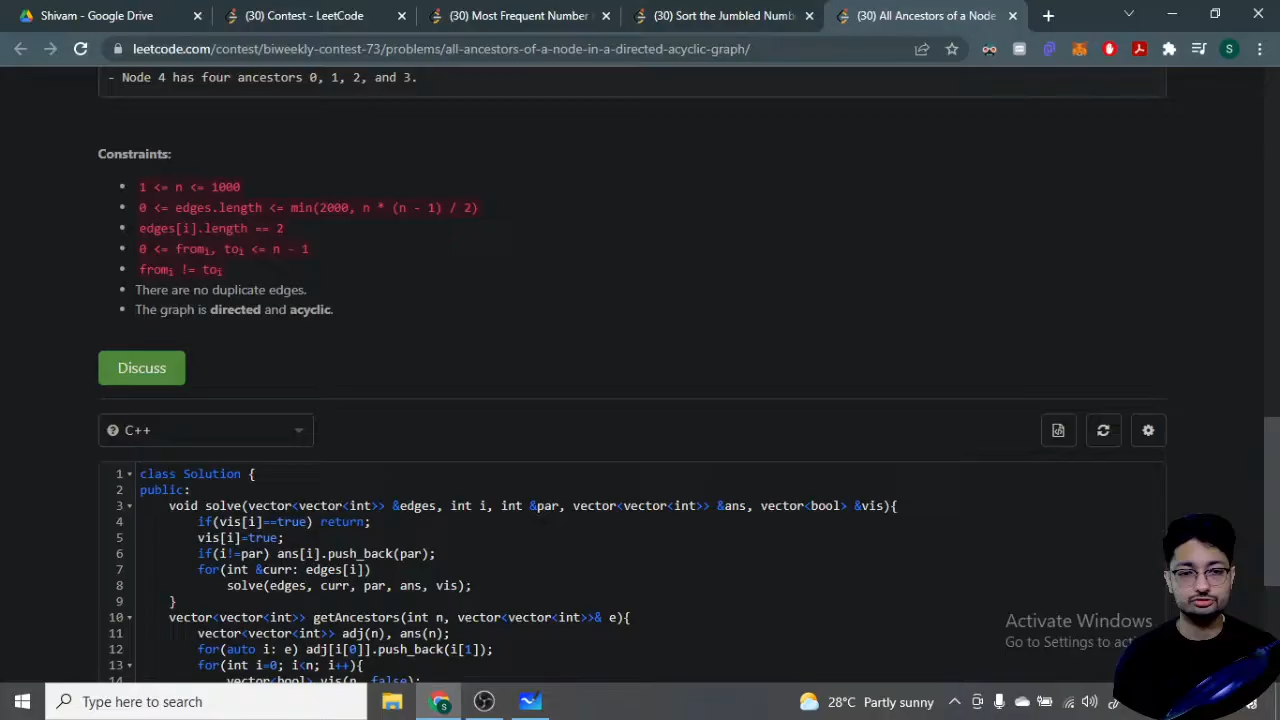 Shivam - Google Drive
(30) Contest - LeetCode
(30) Most Frequent Number
(30) Sort the Jumbled Numb
(30) All Ancestors of a Node
leetcode.com/contest/biweekly-contest-73/problems/all-ancestors-of-a-node-in-a-directed-acyclic-graph/
S
- Node 4 has four ancestors 0, 1, 2, and 3.
Constraints:
1 <= n <= 1000
0 <= edges.length <= min(2000, n * (n - 1) / 2)
edges[i].length == 2
0 <= fromi, toi <= n - 1
fromi != toi
There are no duplicate edges.
The graph is directed and acyclic.
Discuss
C++
1 class Solution {
2 public:
3 void solve(vector<vector<int>> &edges, int i, int &par, vector<vector<int>> &ans, vector<bool> &vis){
4 if(vis[i]==true) return;
5 vis[i]=true;
6 if(i!=par) ans[i].push_back(par);
7 for(int &curr: edges[i])
8 solve(edges, curr, par, ans, vis);
9 }
10 vector<vector<int>> getAncestors(int n, vector<vector<int>>& e){
11 vector<vector<int>> adj(n), ans(n);
12 for(auto i: e) adj[i[0]].push_back(i[1]);
13 for(int i=0; i<n; i++){
14 vector<bool> vis(n, false);
Activate Windows
Go to Settings to acti
Type here to search
28°C Partly sunny